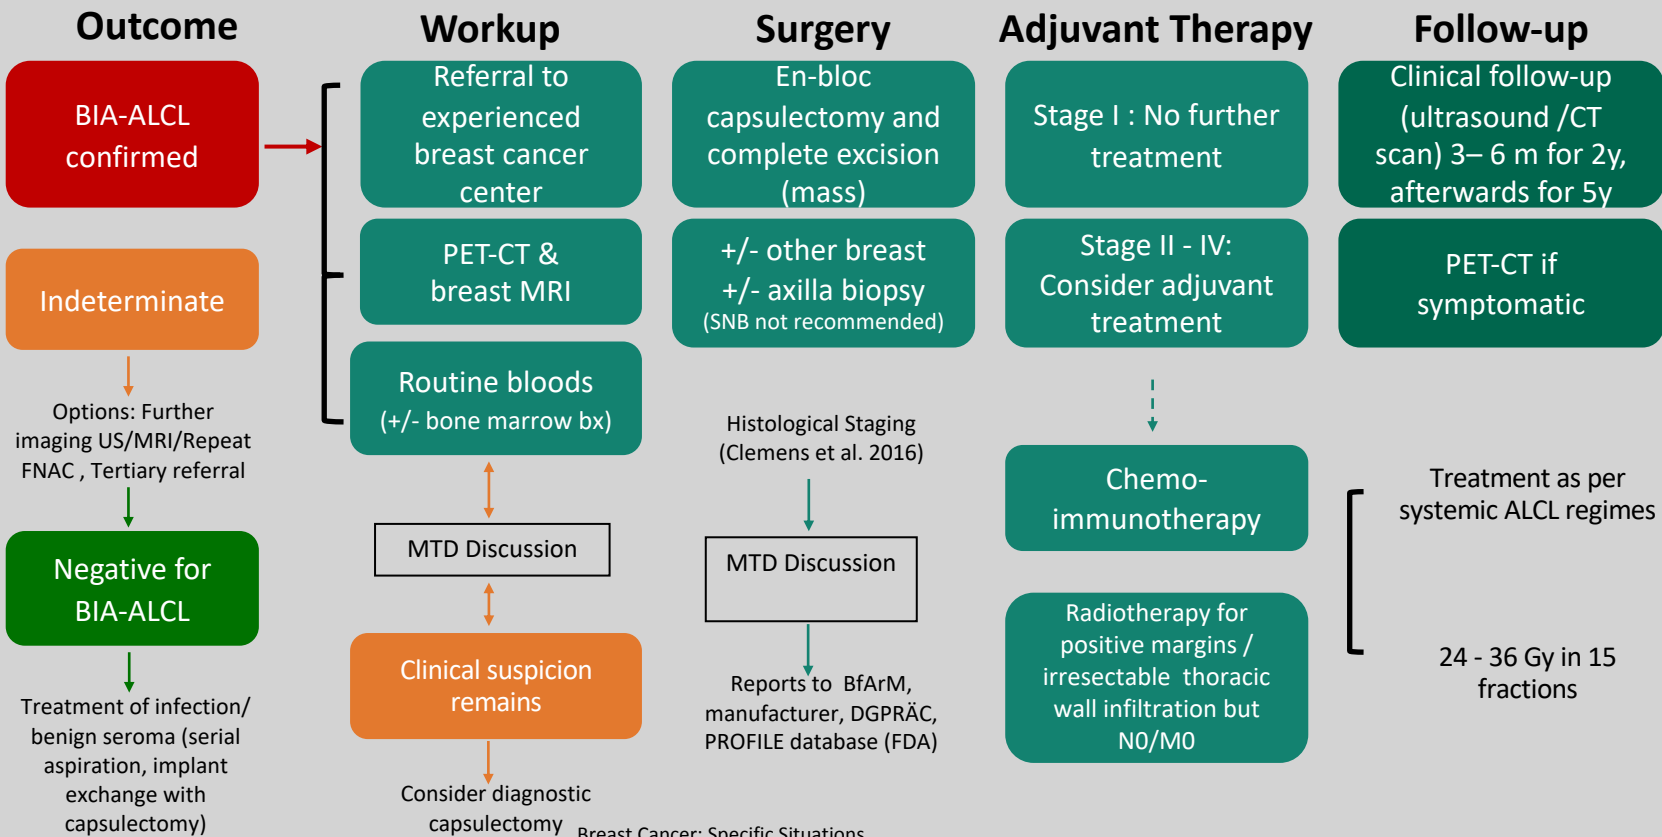 Outcome
BIA-ALCL
confirmed
Indeterminate
Options: Further
imaging US/MRI/Repeat
FNAC , Tertiary referral
Negative for
BIA-ALCL
Treatment of infection/
benign seroma (serial
aspiration, implant
exchange with
capsulectomy)
Workup
Referral to
experienced
breast cancer
center
PET-CT &
breast MRI
Routine bloods
(+/- bone marrow bx)
MTD Discussion
Clinical suspicion
remains
Consider diagnostic
capsulectomy
Surgery
En-bloc
capsulectomy and
complete excision
(mass)
+/- other breast
+/- axilla biopsy
(SNB not recommended)
Histological Staging
(Clemens et al. 2016)
MTD Discussion
Reports to BfArM,
manufacturer, DGPRÄC,
PROFILE database (FDA)
Adjuvant Therapy
Stage I : No further
treatment
Stage II - IV:
Consider adjuvant
treatment
Chemo-
immunotherapy
Radiotherapy for
positive margins /
irresectable thoracic
wall infiltration but
N0/M0
Follow-up
Clinical follow-up
(ultrasound /CT
scan) 3– 6 m for 2y,
afterwards for 5y
PET-CT if
symptomatic
Treatment as per
systemic ALCL regimes
24 - 36 Gy in 15
fractions
Breast Cancer: Specific Situations